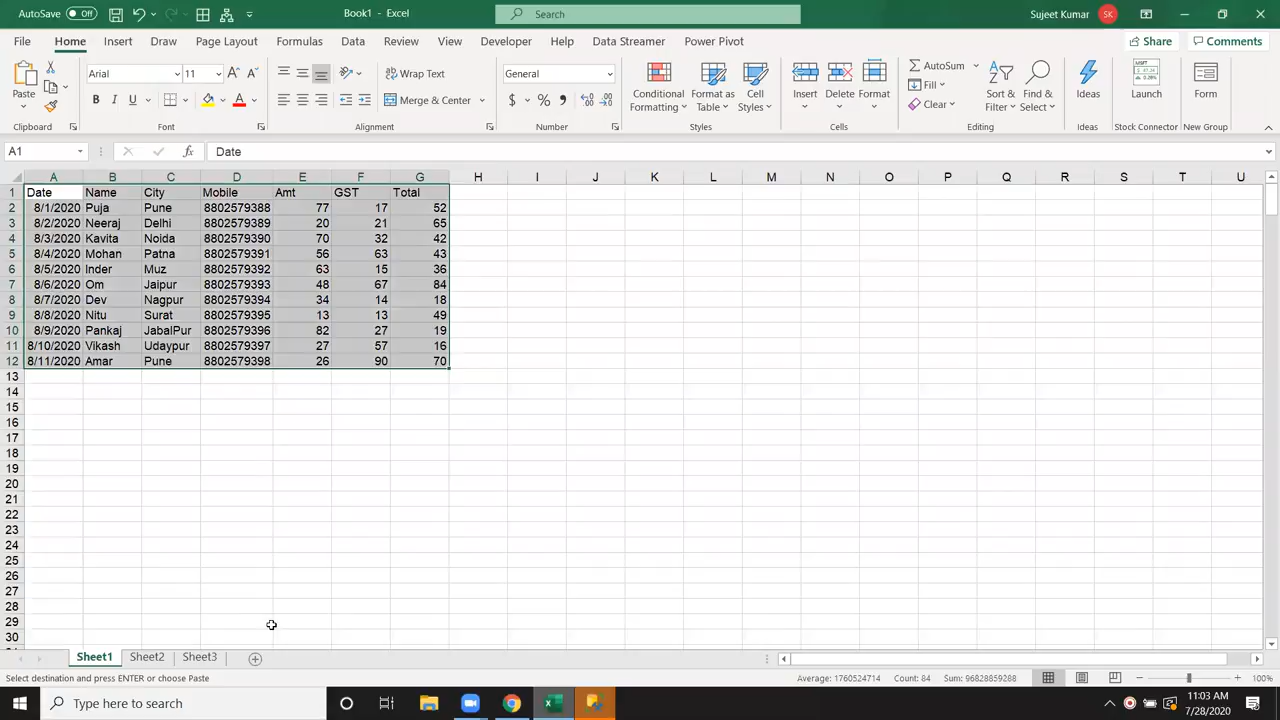 AutoSave Off Book1 - Excel Search Sujeet Kumar SK
File Home Insert Draw Page Layout Formulas Data Review View Developer Help Data Streamer Power Pivot Share Comments
Paste Arial 11 Wrap Text General Conditional Formatting Format as Table Cell Styles Insert Delete Format AutoSum Fill Clear Sort & Filter Find & Select Ideas Launch Form
B I U A Merge & Center $ % 9
Clipboard Font Alignment Number Styles Cells Editing Ideas Stock Connector New Group
A1 fx Date
A B C D E F G H I J K L M N O P Q R S T U
1 Date Name City Mobile Amt GST Total
2 8/1/2020 Puja Pune 8802579388 77 17 52
3 8/2/2020 Neeraj Delhi 8802579389 20 21 65
4 8/3/2020 Kavita Noida 8802579390 70 32 42
5 8/4/2020 Mohan Patna 8802579391 56 63 43
6 8/5/2020 Inder Muz 8802579392 63 15 36
7 8/6/2020 Om Jaipur 8802579393 48 67 84
8 8/7/2020 Dev Nagpur 8802579394 34 14 18
9 8/8/2020 Nitu Surat 8802579395 13 13 49
10 8/9/2020 Pankaj JabalPur 8802579396 82 27 19
11 8/10/2020 Vikash Udaypur 8802579397 27 57 16
12 8/11/2020 Amar Pune 8802579398 26 90 70
13
14
15
16
17
18
19
20
21
22
23
24
25
26
27
28
29
30
Sheet1 Sheet2 Sheet3
Select destination and press ENTER or choose Paste Average: 1760524714 Count: 84 Sum: 96828859288 100%
Type here to search 11:03 AM
7/28/2020